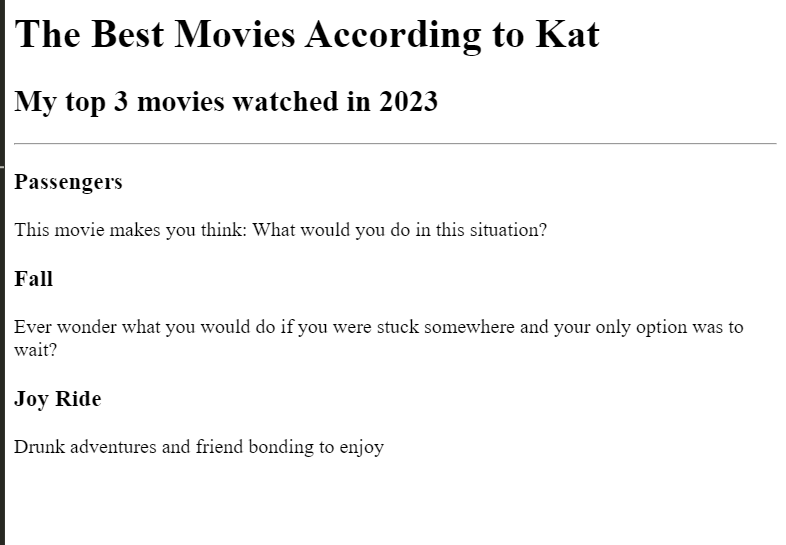 The Best Movies According to Kat
My top 3 movies watched in 2023
Passengers
This movie makes you think: What would you do in this situation?
Fall
Ever wonder what you would do if you were stuck somewhere and your only option was to
wait?
Joy Ride
Drunk adventures and friend bonding to enjoy